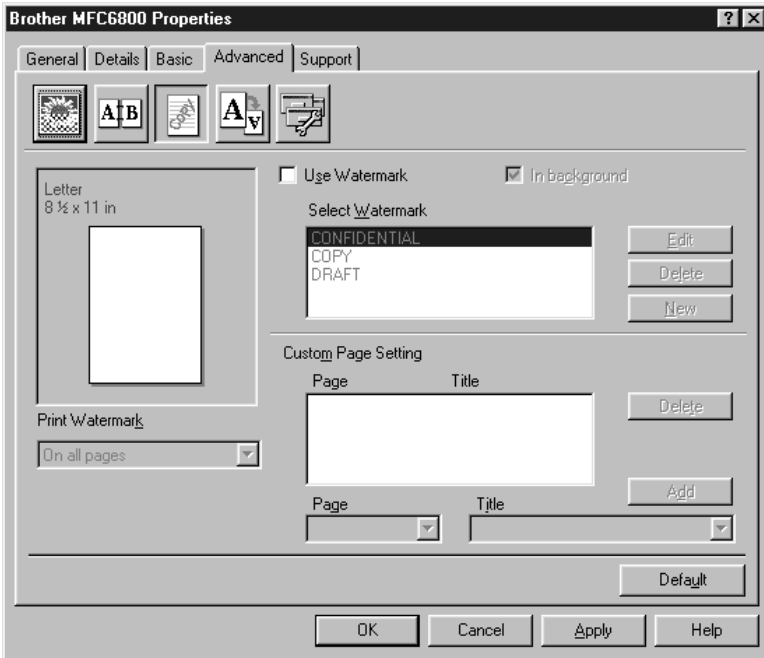 Brother MFC6800 Properties
General Details Basic Advanced Support
A B COPY A A
Letter
8 ½ x 11 in
Use Watermark In background
Select Watermark
CONFIDENTIAL
COPY
DRAFT
Edit
Delete
New
Print Watermark
On all pages
Custom Page Setting
Page Title
Delete
Add
Page Title
Default
OK Cancel Apply Help